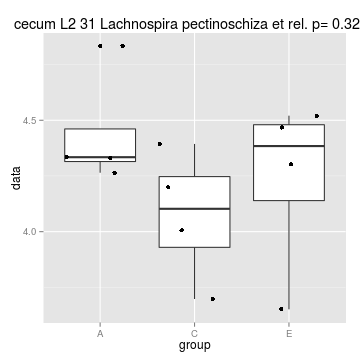 cecum L2 31 Lachnospira pectinoschiza et rel. p= 0.32
data
4.5
4.0
A
C
E
group